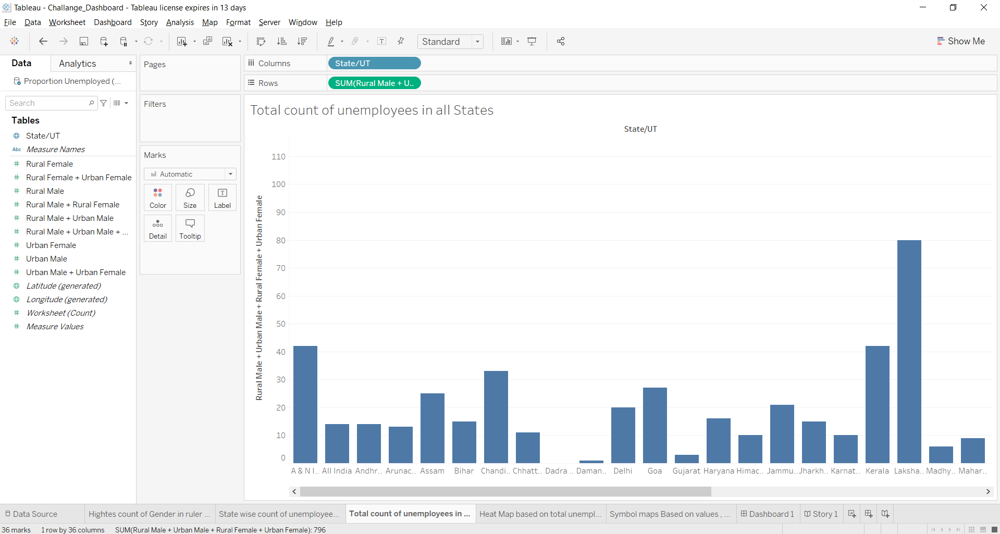 Tableau - Challange_Dashboard - Tableau license expires in 13 days
File Data Worksheet Dashboard Story Analysis Map Format Server Window Help
Standard
Show Me
Data
Analytics
Proportion Unemployed (...
Search
Tables
State/UT
Abc Measure Names
Rural Female
Rural Female + Urban Female
Rural Male
Rural Male + Rural Female
Rural Male + Urban Male
Rural Male + Urban Male + ...
Urban Female
Urban Male
Urban Male + Urban Female
Latitude (generated)
Longitude (generated)
Worksheet (Count)
Measure Values
Pages
Filters
Marks
Automatic
Color Size Label
Detail Tooltip
Columns
State/UT
Rows
SUM(Rural Male + U..
Total count of unemployees in all States
State/UT
Rural Male + Urban Male + Rural Female + Urban Female
110
100
90
80
70
60
50
40
30
20
10
0
A & N I.. All India Andhr.. Arunac.. Assam Bihar Chandi.. Chhatt.. Dadra .. Daman.. Delhi Goa Gujarat Haryana Himac.. Jammu.. Jharkh.. Karnat.. Kerala Laksha.. Madhy.. Mahar..
Data Source
Hightes count of Gender in ruler ...
State wise count of unemployee...
Total count of unemployees in ...
Heat Map based on total unempl...
Symbol maps Based on values , ...
Dashboard 1
Story 1
36 marks 1 row by 36 columns SUM(Rural Male + Urban Male + Rural Female + Urban Female): 796